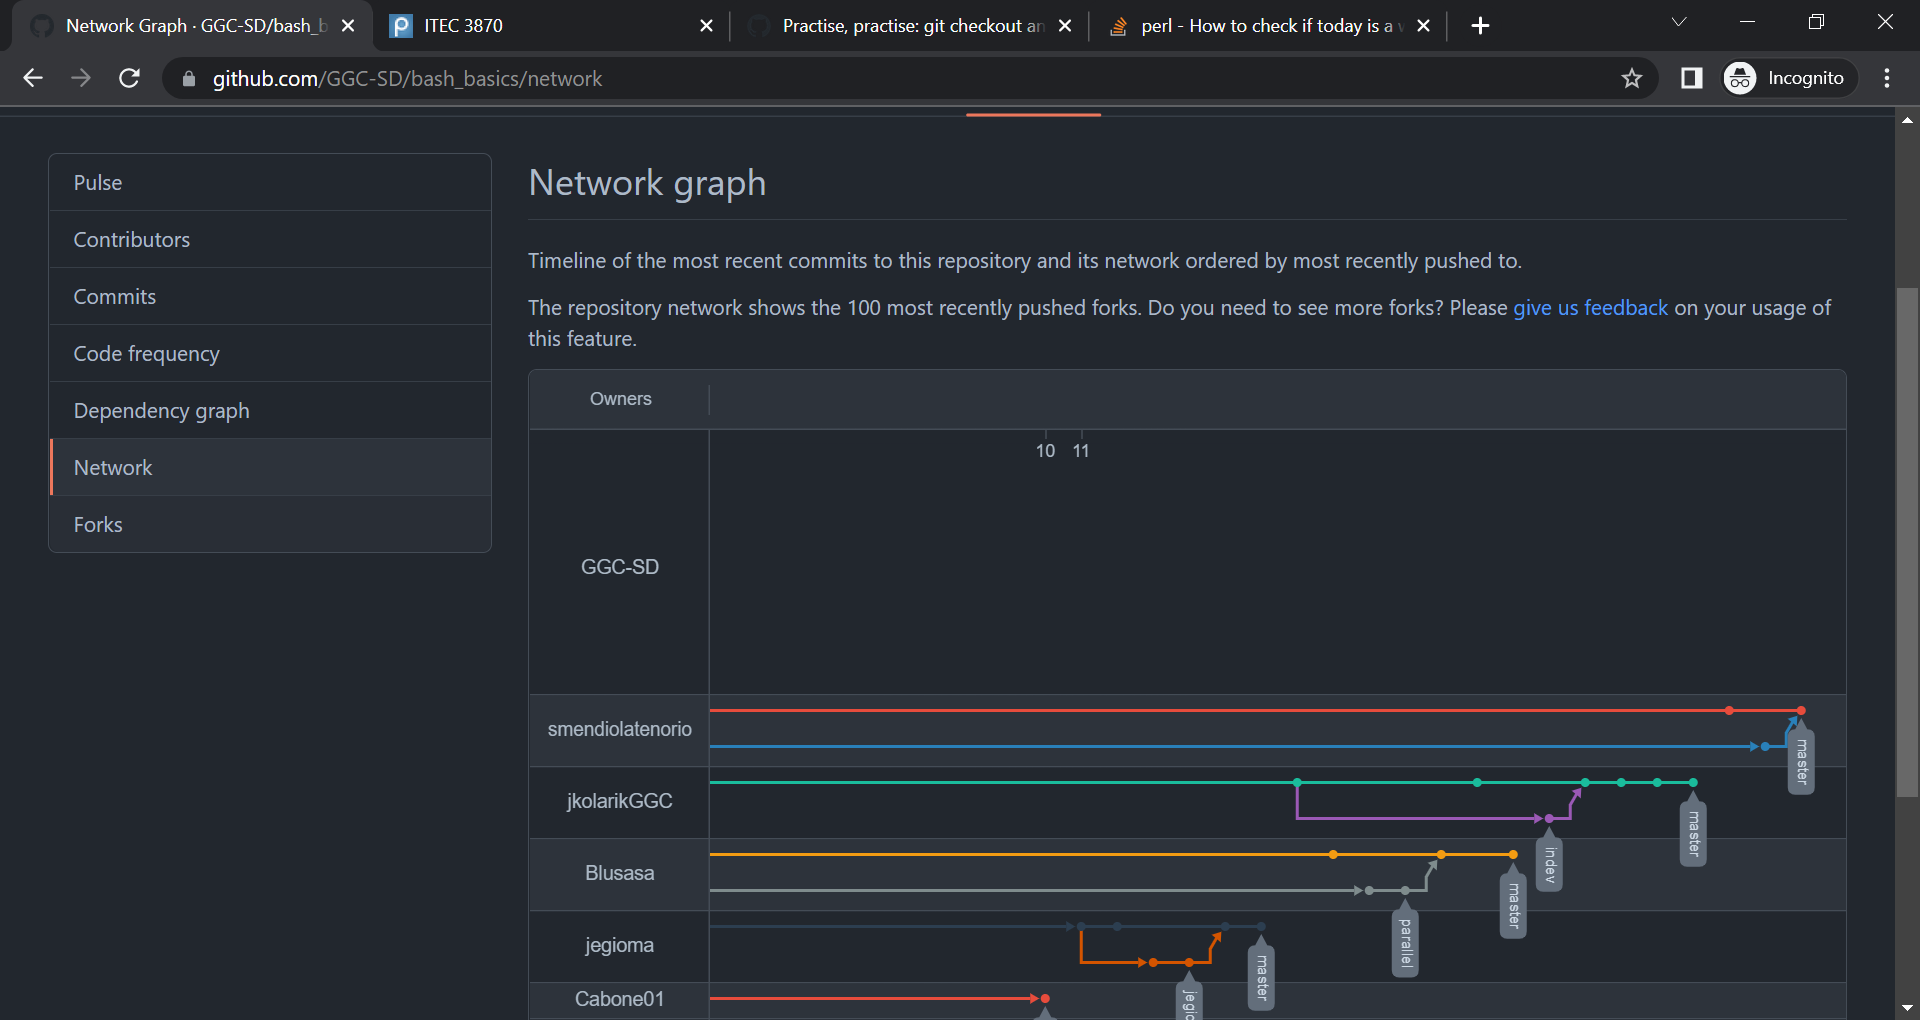 Network Graph · GGC-SD/bash_b
ITEC 3870
Practise, practise: git checkout an
perl - How to check if today is a w
github.com/GGC-SD/bash_basics/network
Incognito
Pulse
Contributors
Commits
Code frequency
Dependency graph
Network
Forks
Network graph
Timeline of the most recent commits to this repository and its network ordered by most recently pushed to.
The repository network shows the 100 most recently pushed forks. Do you need to see more forks? Please give us feedback on your usage of
this feature.
Owners
10 11
GGC-SD
smendiolatenorio
master
jkolarikGGC
master
indev
Blusasa
master
parallel
jegioma
master
jegio
Cabone01